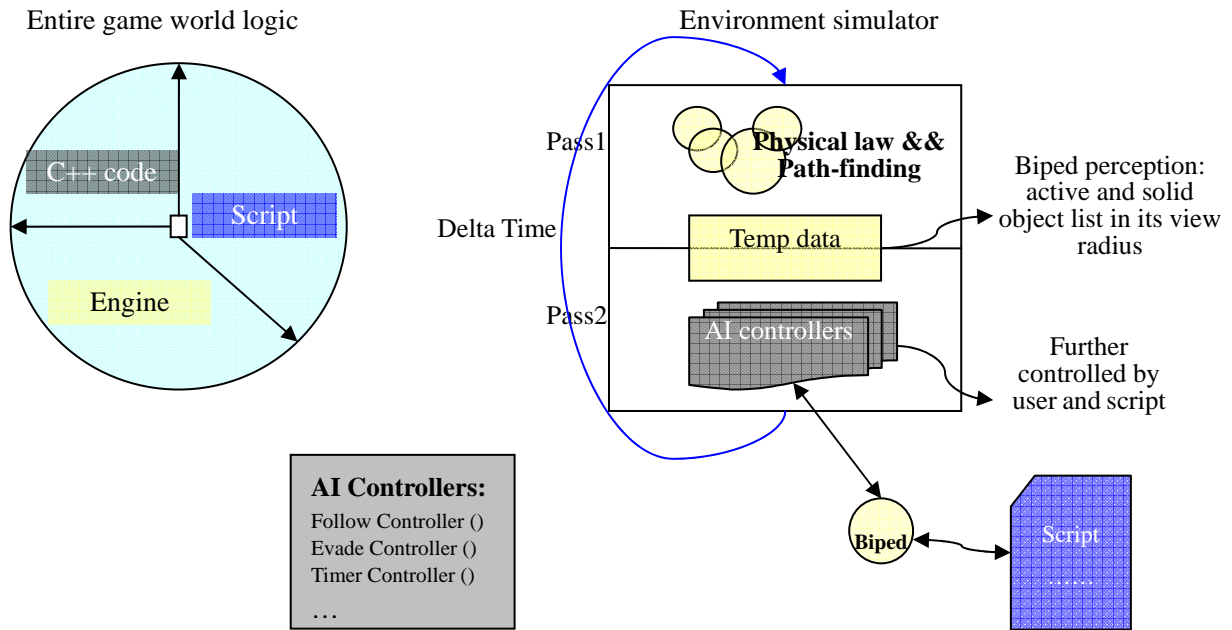 Entire game world logic
C++ code
Script
Engine
Environment simulator
Pass1
Physical law &&
Path-finding
Delta Time
Temp data
Biped perception:
active and solid
object list in its view
radius
Pass2
AI controllers
Further
controlled by
user and script
AI Controllers:
Follow Controller ()
Evade Controller ()
Timer Controller ()
…
Biped
Script
……